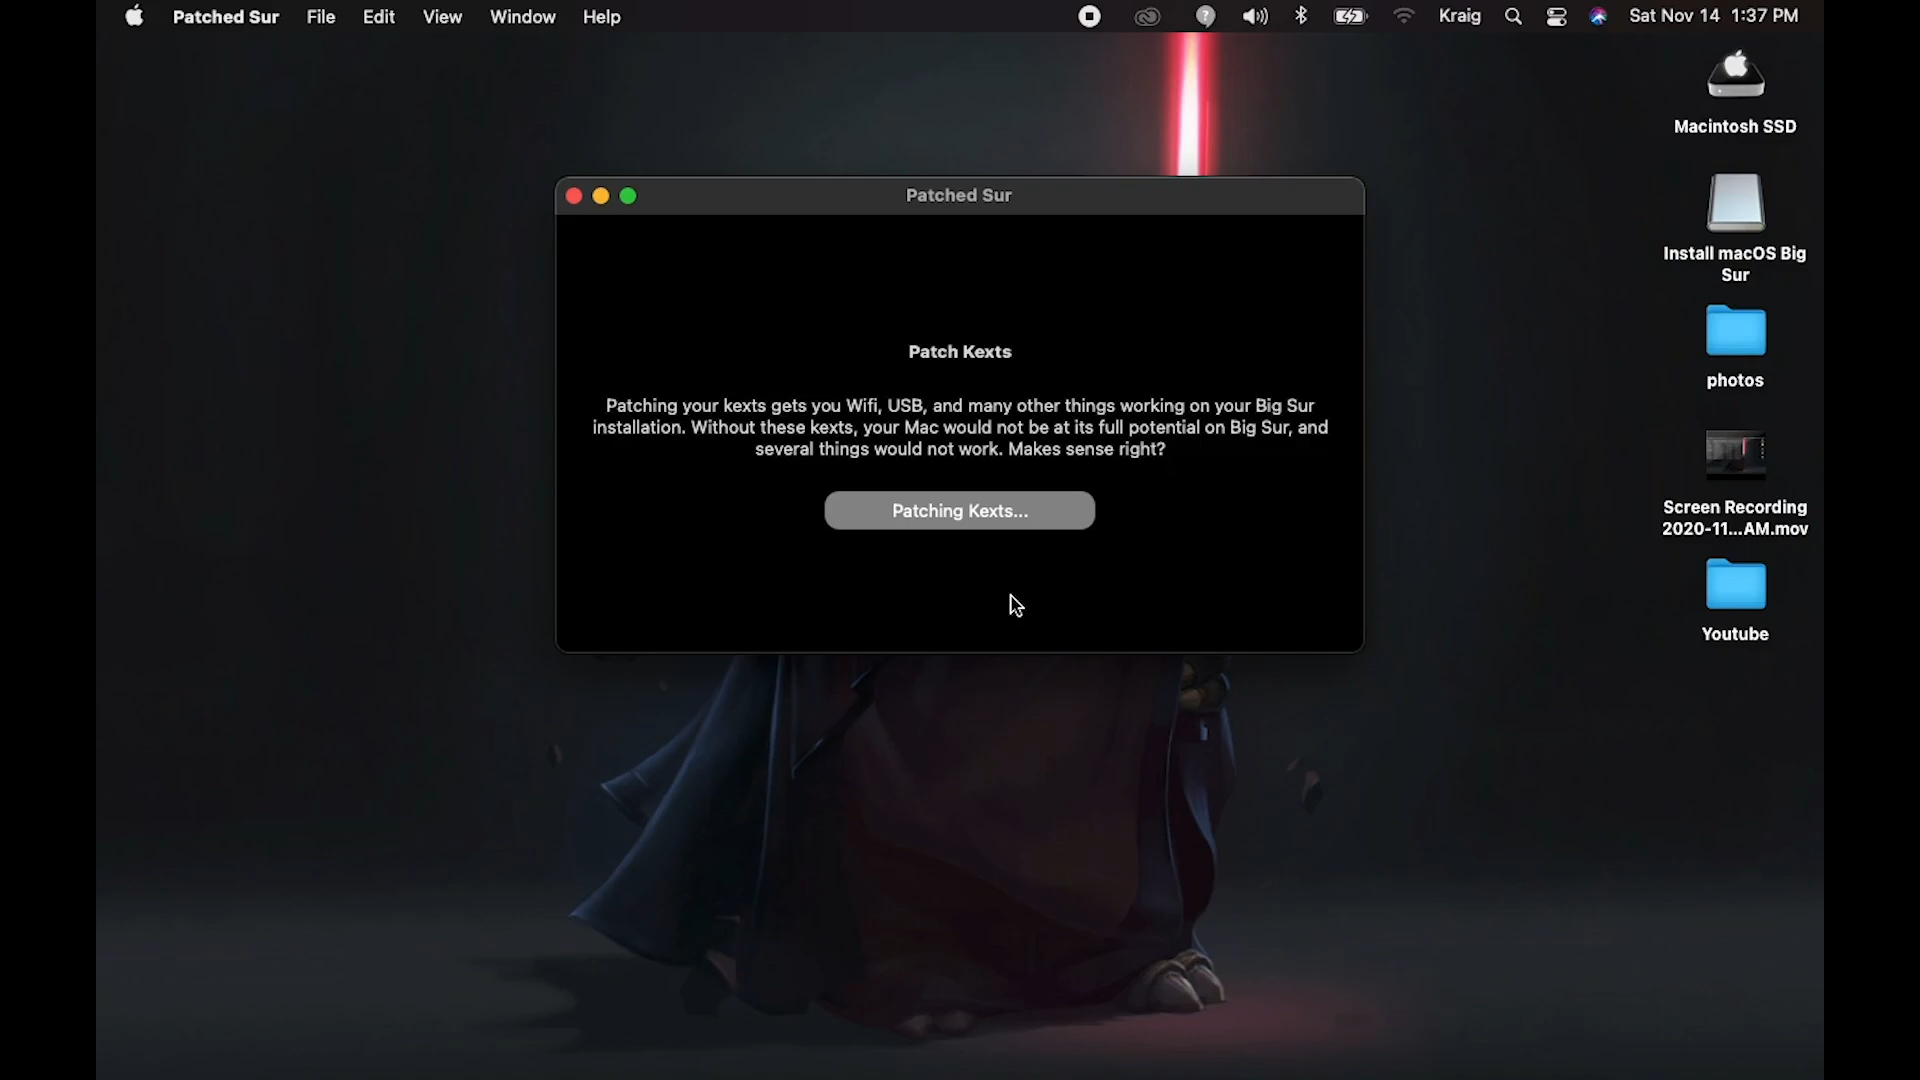 Patched Sur File Edit View Window Help Kraig Sat Nov 14 1:37 PM
Macintosh SSD
Install macOS Big
Sur
photos
Screen Recording
2020-11...AM.mov
Youtube
Patched Sur
Patch Kexts
Patching your kexts gets you Wifi, USB, and many other things working on your Big Sur
installation. Without these kexts, your Mac would not be at its full potential on Big Sur, and
several things would not work. Makes sense right?
Patching Kexts...